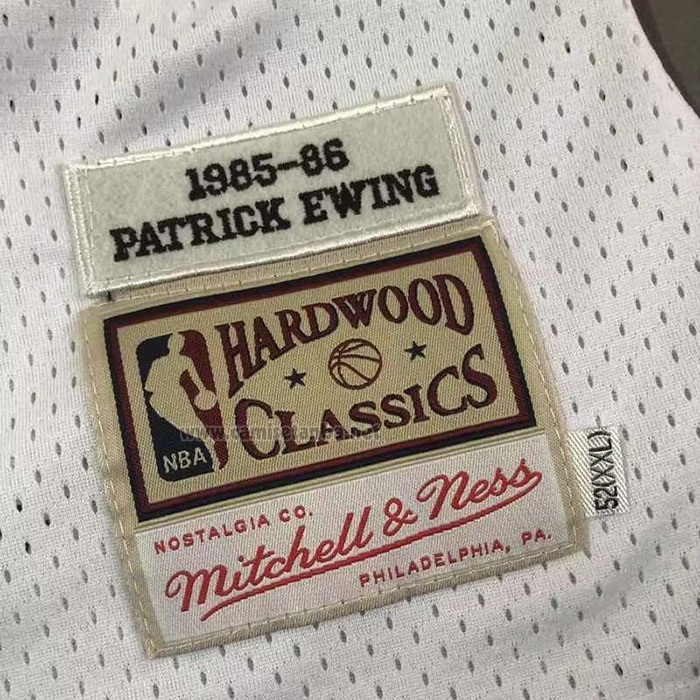 1985-86
PATRICK EWING
HARDWOOD
CLASSICS
NBA
52(XXL)
NOSTALGIA CO.
Mitchell & Ness
PHILADELPHIA, PA.